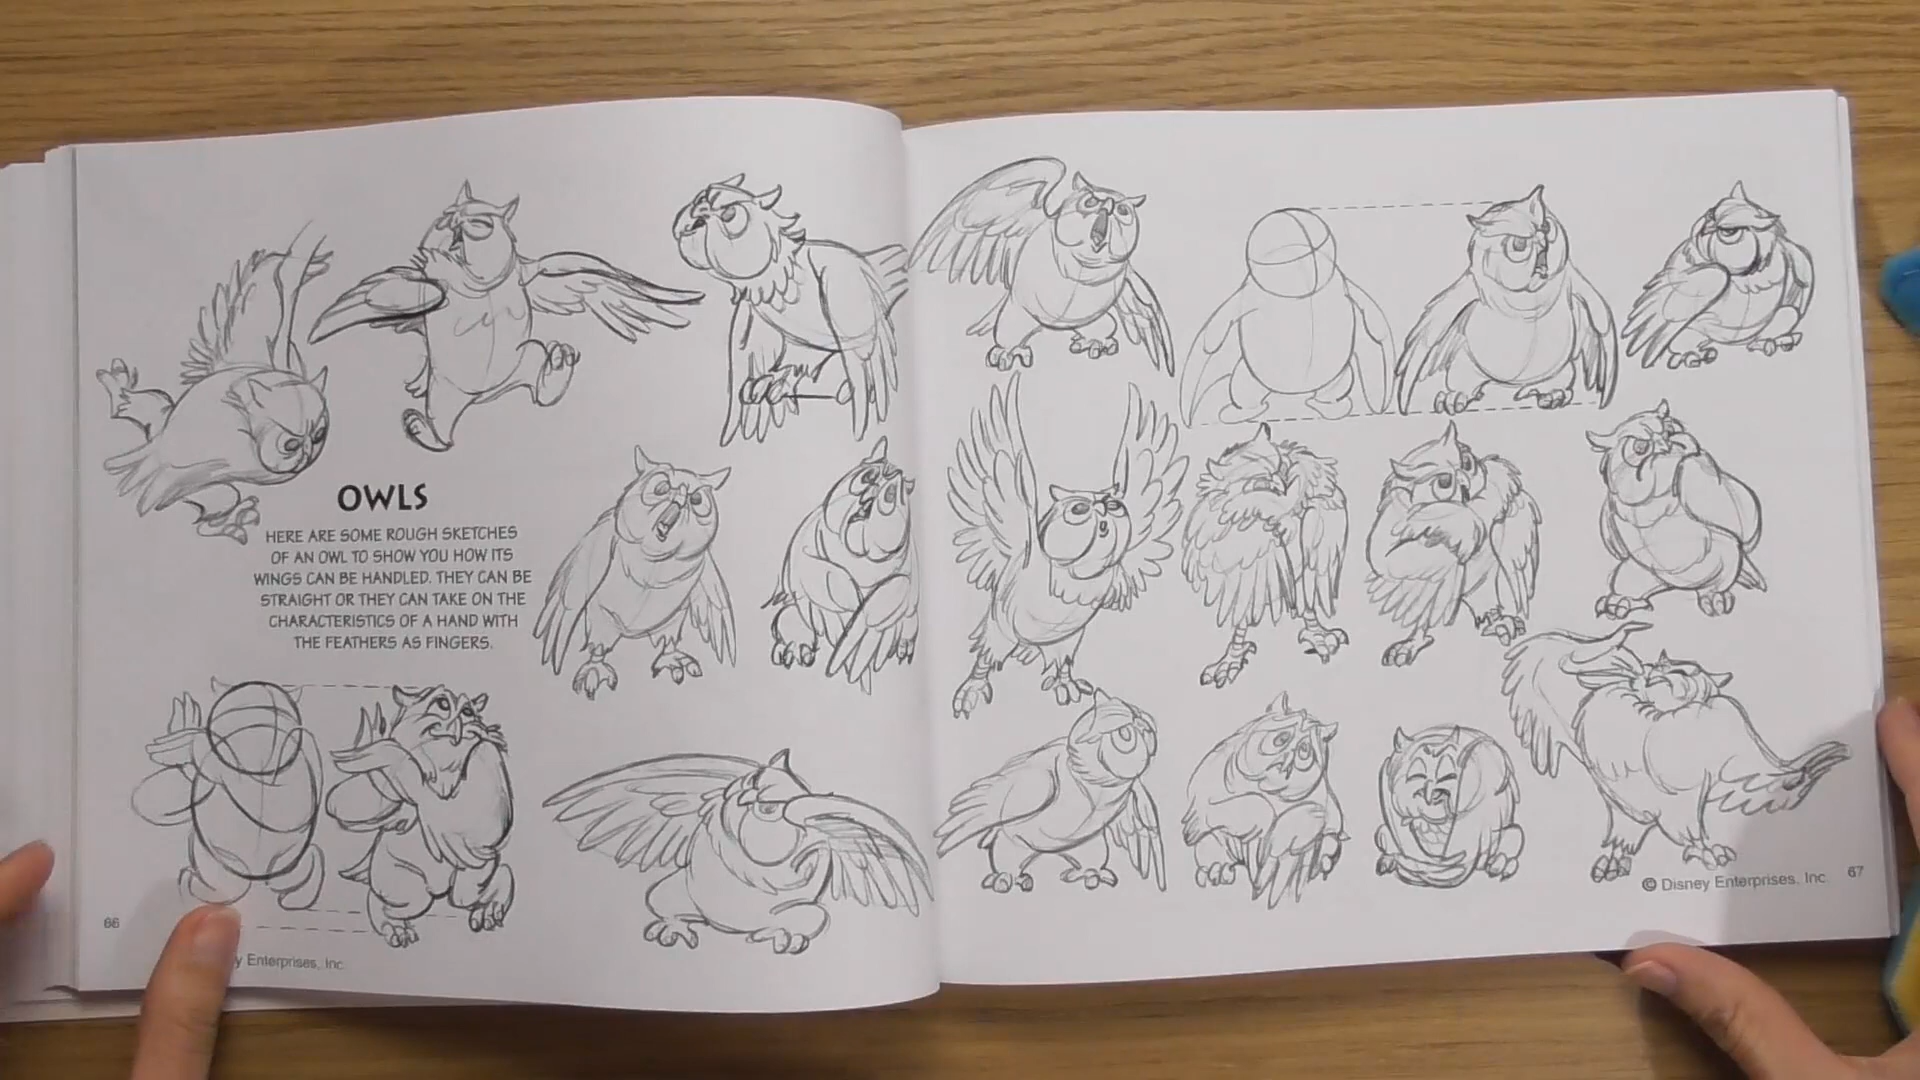 OWLS
HERE ARE SOME ROUGH SKETCHES
OF AN OWL TO SHOW YOU HOW ITS
WINGS CAN BE HANDLED. THEY CAN BE
STRAIGHT OR THEY CAN TAKE ON THE
CHARACTERISTICS OF A HAND WITH
THE FEATHERS AS FINGERS.
66
y Enterprises, Inc.
© Disney Enterprises, Inc. 67